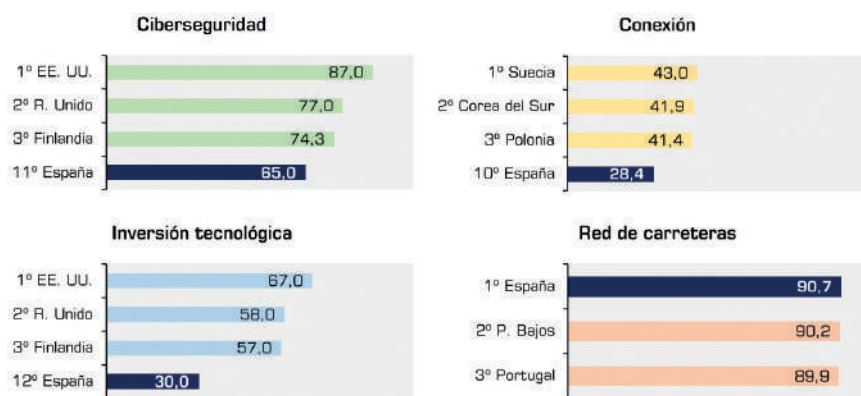 Ciberseguridad
1º EE. UU. 87,0
2º R. Unido 77,0
3º Finlandia 74,3
11º España 65,0
Conexión
1º Suecia 43,0
2º Corea del Sur 41,9
3º Polonia 41,4
10º España 28,4
Inversión tecnológica
1º EE. UU. 67,0
2º R. Unido 58,0
3º Finlandia 57,0
12º España 30,0
Red de carreteras
1º España 90,7
2º P. Bajos 90,2
3º Portugal 89,9